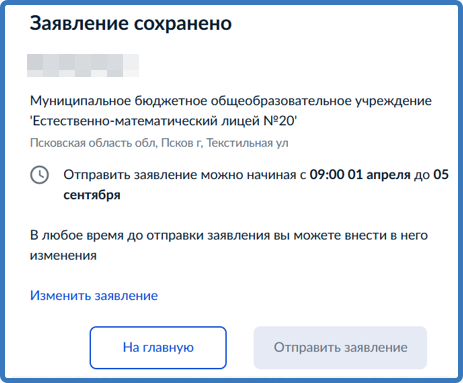 Заявление сохранено
Муниципальное бюджетное общеобразовательное учреждение
'Естественно-математический лицей №20'
Псковская область обл, Псков г, Текстильная ул
Отправить заявление можно начиная с 09:00 01 апреля до 05
сентября
В любое время до отправки заявления вы можете внести в него
изменения
Изменить заявление
На главную
Отправить заявление